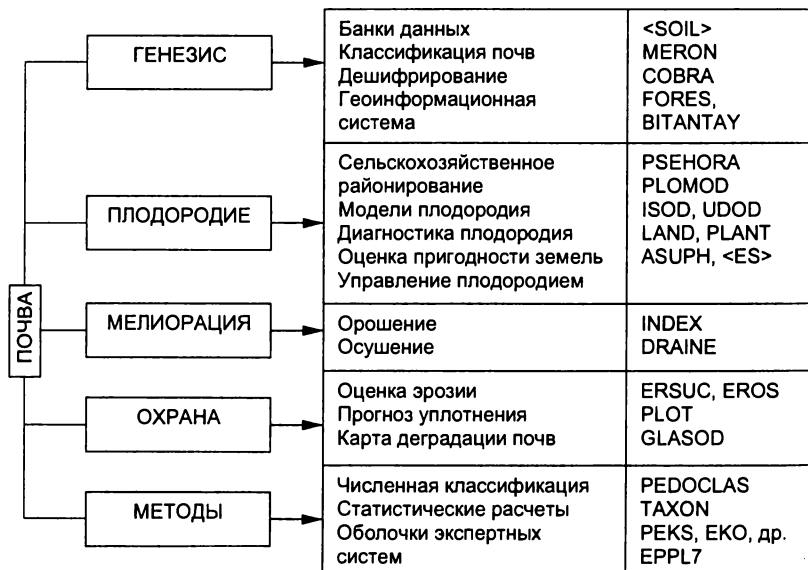 ПОЧВА
ГЕНЕЗИС
Банки данных <SOIL>
Классификация почв MERON
Дешифрирование COBRA
Геоинформационная FORES,
система BITANTAY
ПЛОДОРОДИЕ
Сельскохозяйственное PSEHORA
районирование PLOMOD
Модели плодородия ISOD, UDOD
Диагностика плодородия LAND, PLANT
Оценка пригодности земель ASUPH, <ES>
Управление плодородием
МЕЛИОРАЦИЯ
Орошение INDEX
Осушение DRAINE
ОХРАНА
Оценка эрозии ERSUC, EROS
Прогноз уплотнения PLOT
Карта деградации почв GLASOD
МЕТОДЫ
Численная классификация PEDOCLAS
Статистические расчеты TAXON
Оболочки экспертных PEKS, EKO, др.
систем EPPL7